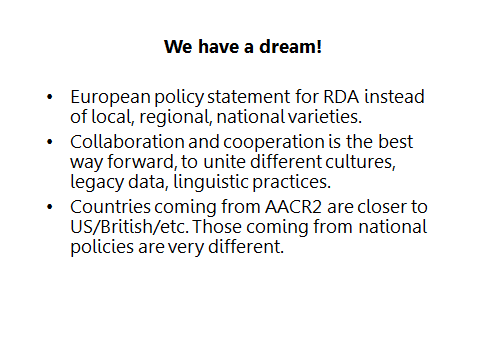 We have a dream!
• European policy statement for RDA instead
of local, regional, national varieties.
• Collaboration and cooperation is the best
way forward, to unite different cultures,
legacy data, linguistic practices.
• Countries coming from AACR2 are closer to
US/British/etc. Those coming from national
policies are very different.